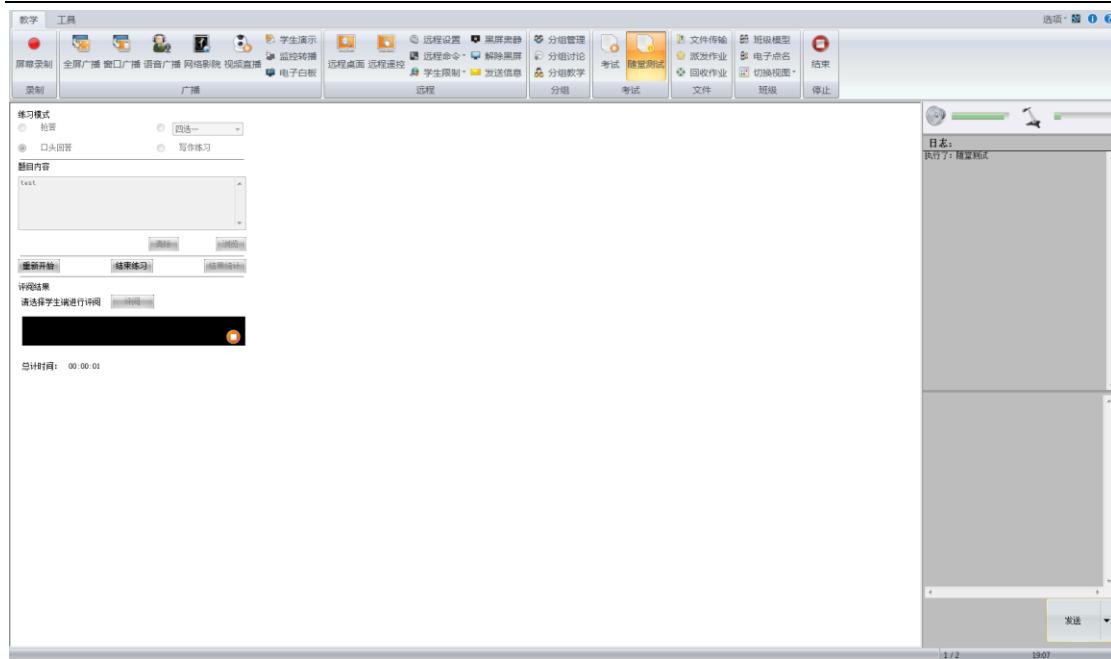 教学 工具 选项
屏幕录制 全屏广播 窗口广播 语音广播 网络影院 视频直播 学生演示 远程桌面 远程遥控 远程设置 黑屏肃静 分组管理 考试 随堂测试 文件传输 班级模型 结束
监控转播 远程命令 解除黑屏 分组讨论 派发作业 电子点名
电子白板 学生限制 发送信息 分组教学 回收作业 切换视图
录制 广播 远程 分组 考试 文件 班级 停止
练习模式
抢答 四选一
口头回答 写作练习
题目内容
test
清除 浏览
重新开始 结束练习 结果统计
评阅结果
请选择学生端进行评阅 评阅
总计时间： 00:00:01
日志：
执行了：随堂测试
发送
1 / 2 19:07